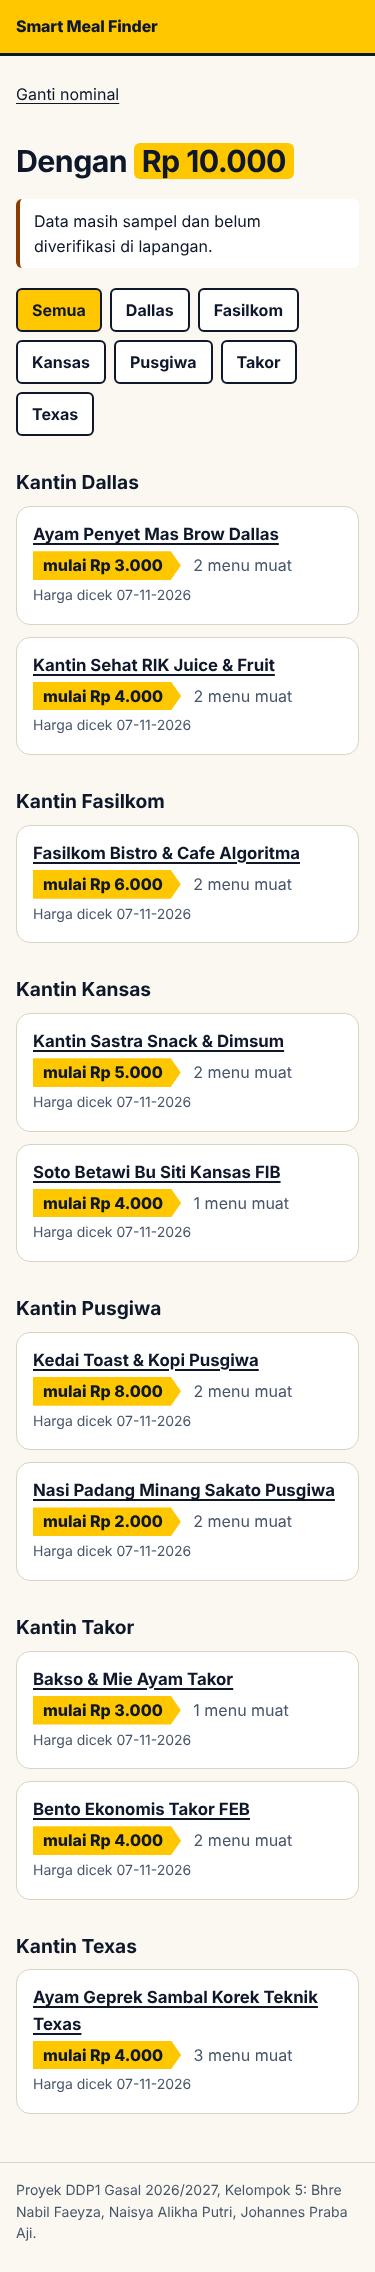 Smart Meal Finder
Ganti nominal
Dengan Rp 10.000
Data masih sampel dan belum
diverifikasi di lapangan.
Semua Dallas Fasilkom
Kansas Pusgiwa Takor
Texas
Kantin Dallas
Ayam Penyet Mas Brow Dallas
mulai Rp 3.000 2 menu muat
Harga dicek 07-11-2026
Kantin Sehat RIK Juice & Fruit
mulai Rp 4.000 2 menu muat
Harga dicek 07-11-2026
Kantin Fasilkom
Fasilkom Bistro & Cafe Algoritma
mulai Rp 6.000 2 menu muat
Harga dicek 07-11-2026
Kantin Kansas
Kantin Sastra Snack & Dimsum
mulai Rp 5.000 2 menu muat
Harga dicek 07-11-2026
Soto Betawi Bu Siti Kansas FIB
mulai Rp 4.000 1 menu muat
Harga dicek 07-11-2026
Kantin Pusgiwa
Kedai Toast & Kopi Pusgiwa
mulai Rp 8.000 2 menu muat
Harga dicek 07-11-2026
Nasi Padang Minang Sakato Pusgiwa
mulai Rp 2.000 2 menu muat
Harga dicek 07-11-2026
Kantin Takor
Bakso & Mie Ayam Takor
mulai Rp 3.000 1 menu muat
Harga dicek 07-11-2026
Bento Ekonomis Takor FEB
mulai Rp 4.000 2 menu muat
Harga dicek 07-11-2026
Kantin Texas
Ayam Geprek Sambal Korek Teknik
Texas
mulai Rp 4.000 3 menu muat
Harga dicek 07-11-2026
Proyek DDP1 Gasal 2026/2027, Kelompok 5: Bhre
Nabil Faeyza, Naisya Alikha Putri, Johannes Praba
Aji.